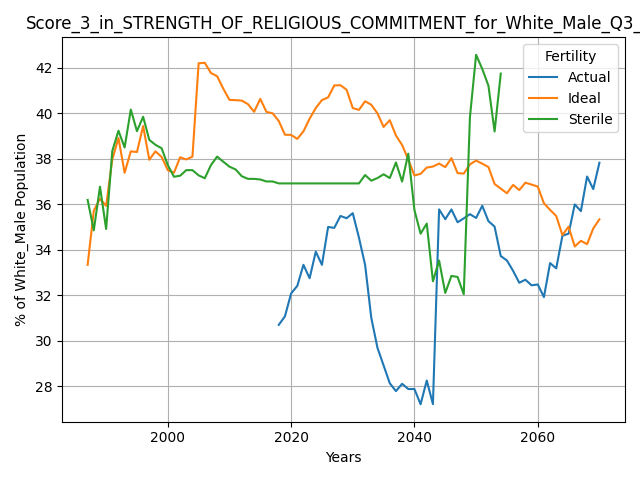 Score_3_in_STRENGTH_OF_RELIGIOUS_COMMITMENT_for_White_Male_Q3_
Fertility
Actual
Ideal
Sterile
% of White_Male Population
42
40
38
36
34
32
30
28
2000
2020
2040
2060
Years